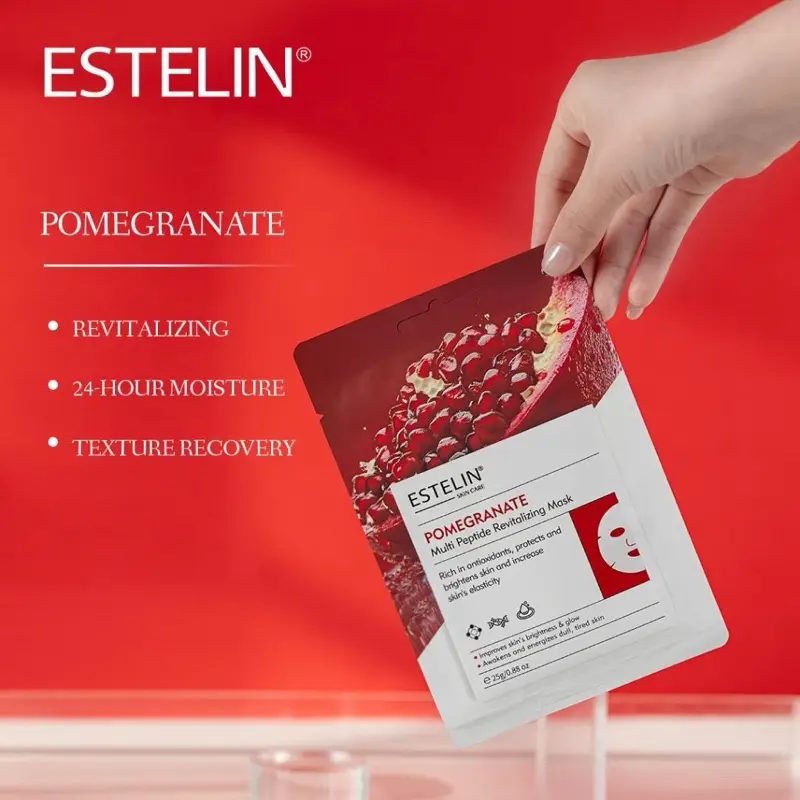 ESTELIN®
POMEGRANATE
• REVITALIZING
• 24-HOUR MOISTURE
• TEXTURE RECOVERY
ESTELIN®
SKIN CARE
POMEGRANATE
Multi Peptide Revitalizing Mask
Rich in antioxidants, protects and
brightens skin and increase
skin's elasticity
• Improves skin's brightness & glow
• Awakens and energizes dull, tired skin
℮ 25g/0.88 oz.